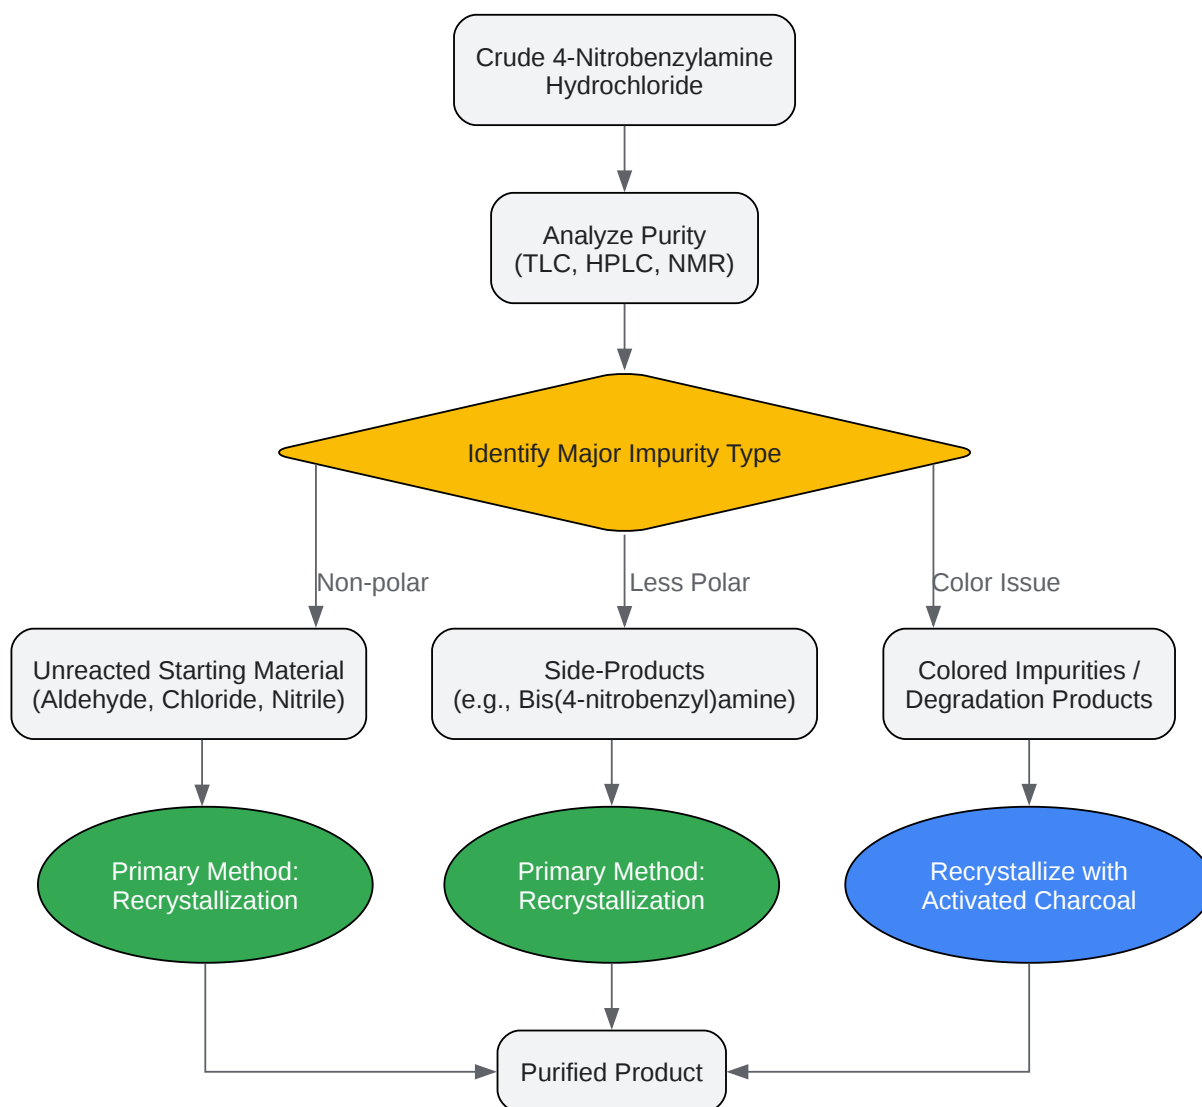 Crude 4-Nitrobenzylamine
Hydrochloride
Analyze Purity
(TLC, HPLC, NMR)
Identify Major Impurity Type
Non-polar
Less Polar
Color Issue
Unreacted Starting Material
(Aldehyde, Chloride, Nitrile)
Side-Products
(e.g., Bis(4-nitrobenzyl)amine)
Colored Impurities /
Degradation Products
Primary Method:
Recrystallization
Primary Method:
Recrystallization
Recrystallize with
Activated Charcoal
Purified Product